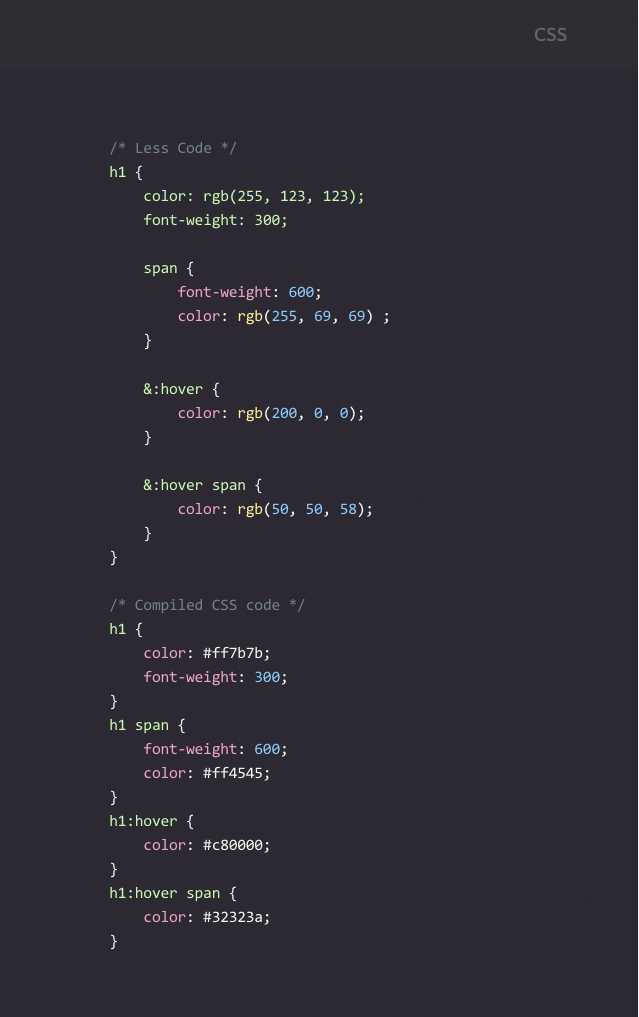 CSS
/* Less Code */
h1 {
    color: rgb(255, 123, 123);
    font-weight: 300;

    span {
        font-weight: 600;
        color: rgb(255, 69, 69) ;
    }

    &:hover {
        color: rgb(200, 0, 0);
    }

    &:hover span {
        color: rgb(50, 50, 58);
    }
}

/* Compiled CSS code */
h1 {
    color: #ff7b7b;
    font-weight: 300;
}
h1 span {
    font-weight: 600;
    color: #ff4545;
}
h1:hover {
    color: #c80000;
}
h1:hover span {
    color: #32323a;
}